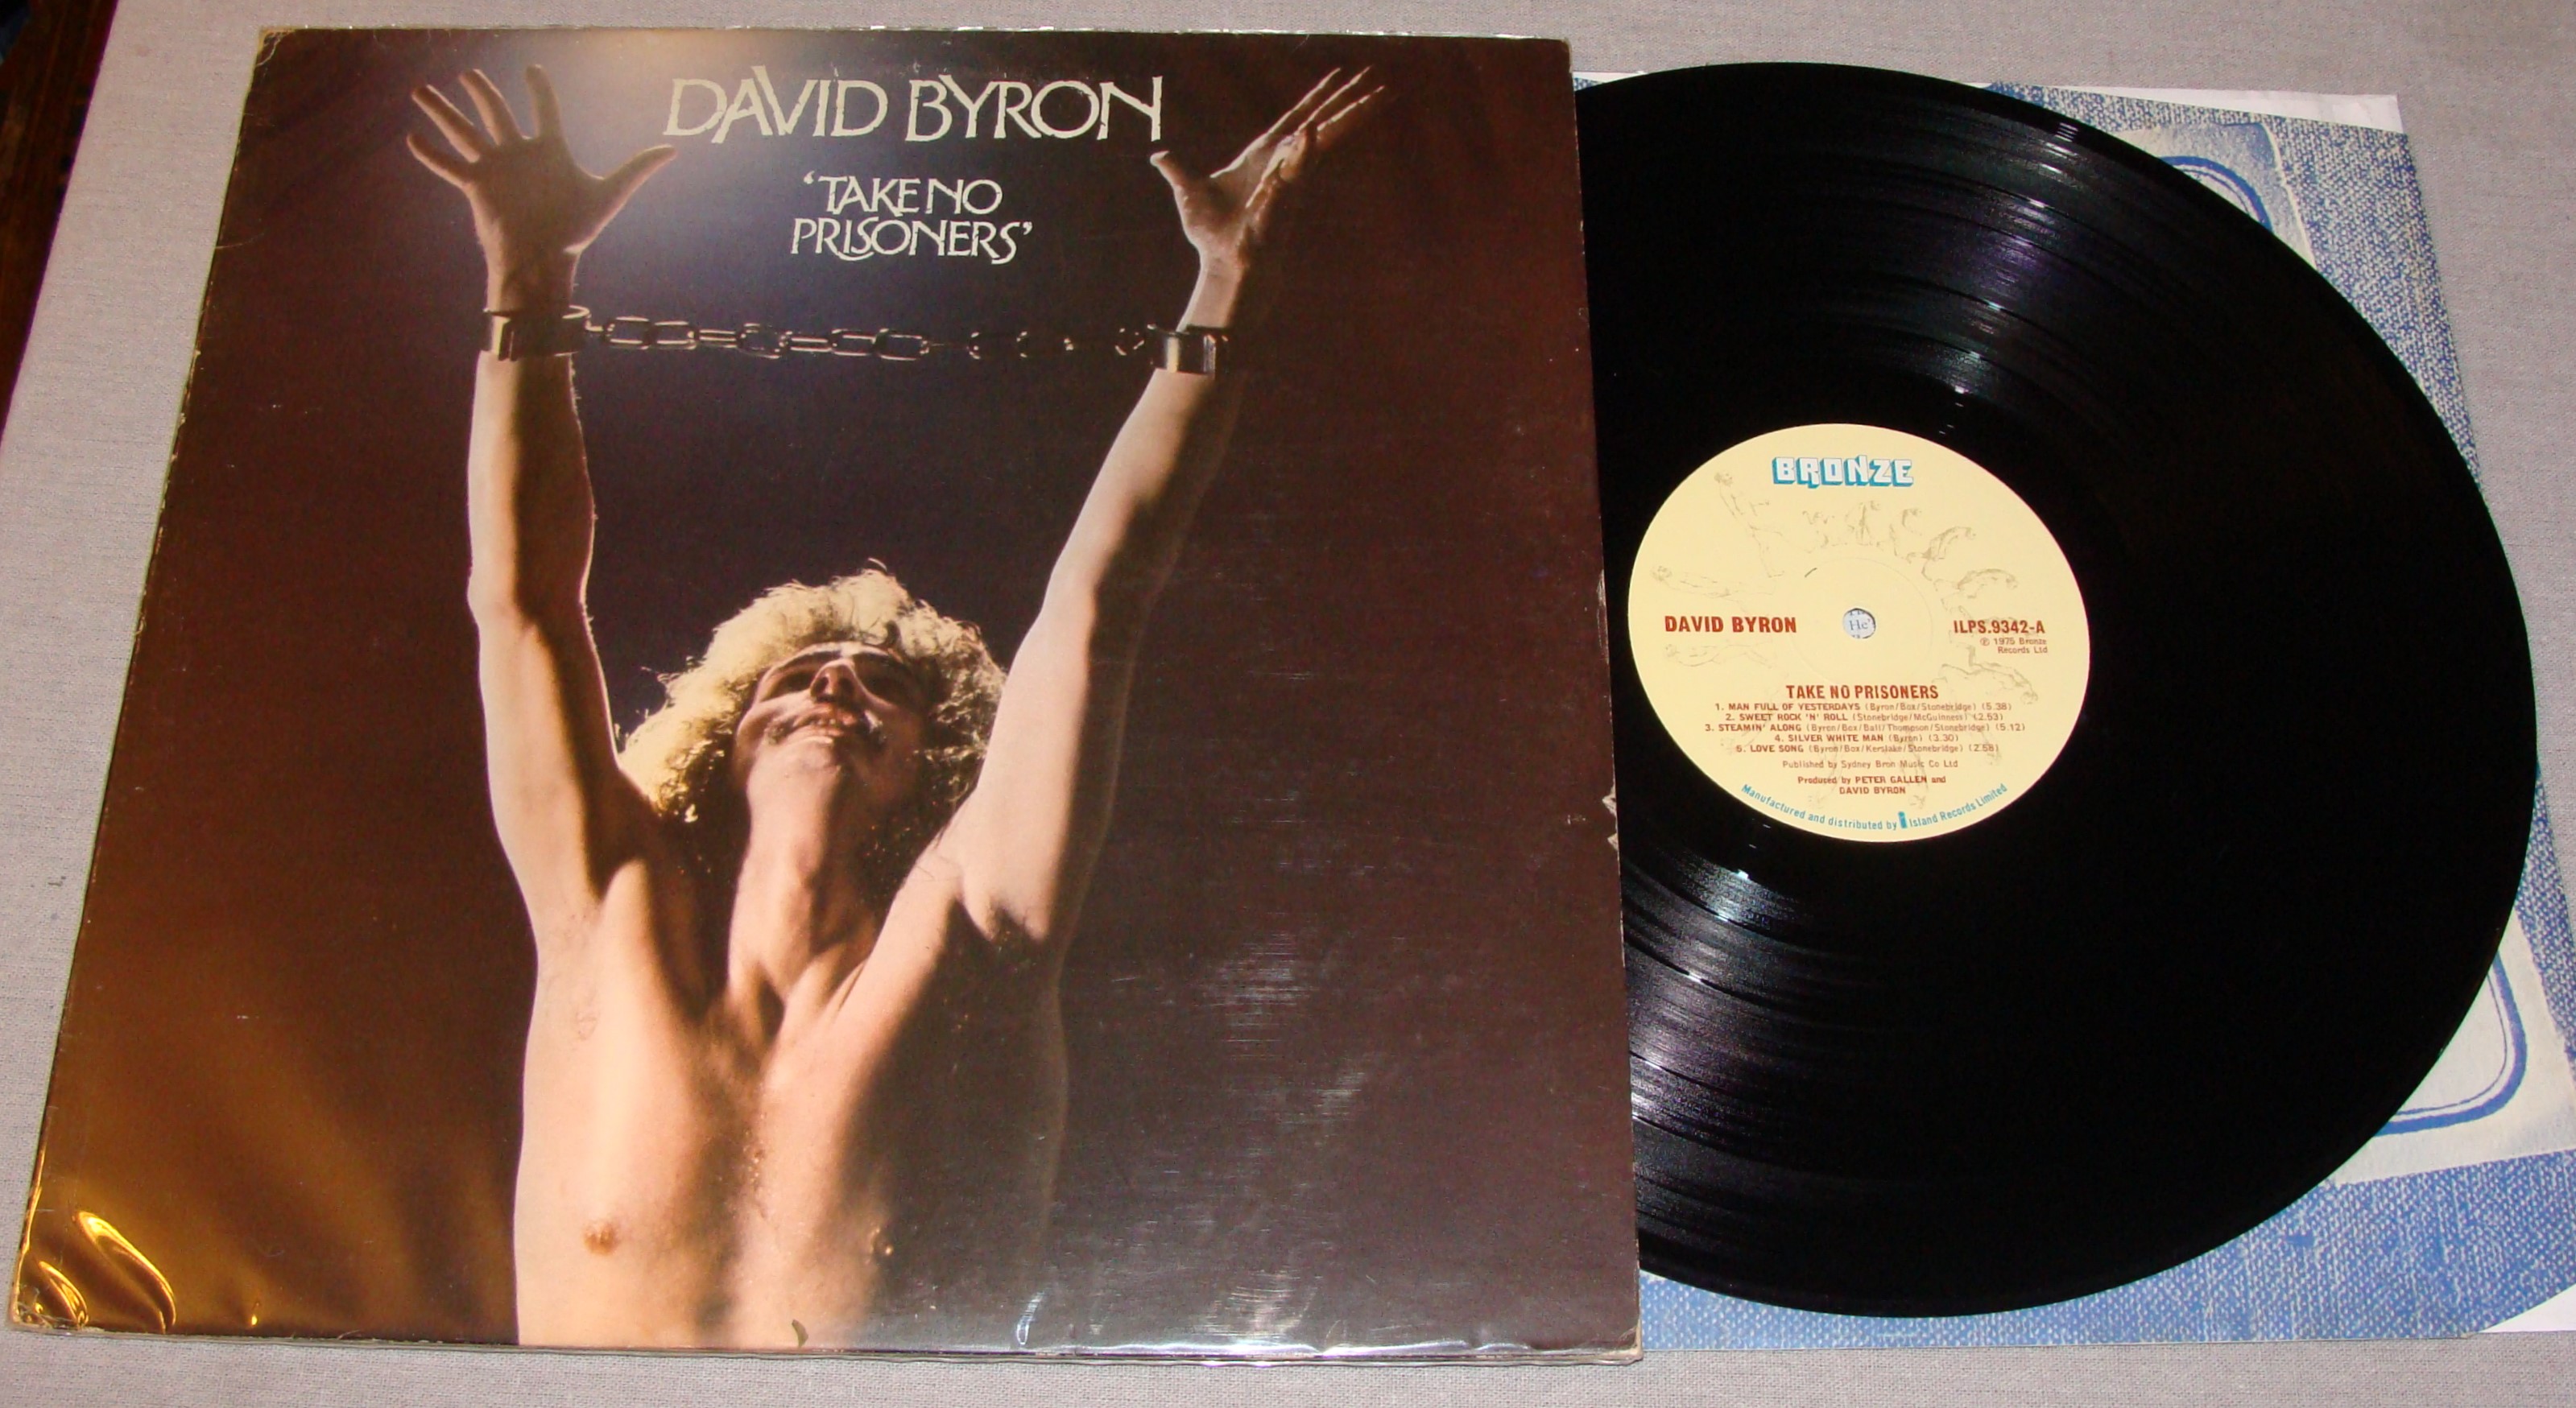 DAVID BYRON
'TAKE NO
PRISONERS'
BRONZE
DAVID BYRON
ILPS.9342-A
℗ 1975 Bronze
Records Ltd
TAKE NO PRISONERS
1. MAN FULL OF YESTERDAYS (Byron/Box/Stonebridge) (5.38)
2. SWEET ROCK 'N' ROLL (Stonebridge/McGuinness) (2.53)
3. STEAMIN' ALONG (Byron/Box/Ball/Thompson/Stonebridge) (5.12)
4. SILVER WHITE MAN (Byron) (3.30)
5. LOVE SONG (Byron/Box/Kerslake/Stonebridge) (2.58)
Published by Sydney Bron Music Co Ltd
Produced by PETER GALLEN and
DAVID BYRON
Manufactured and distributed by i Island Records Limited